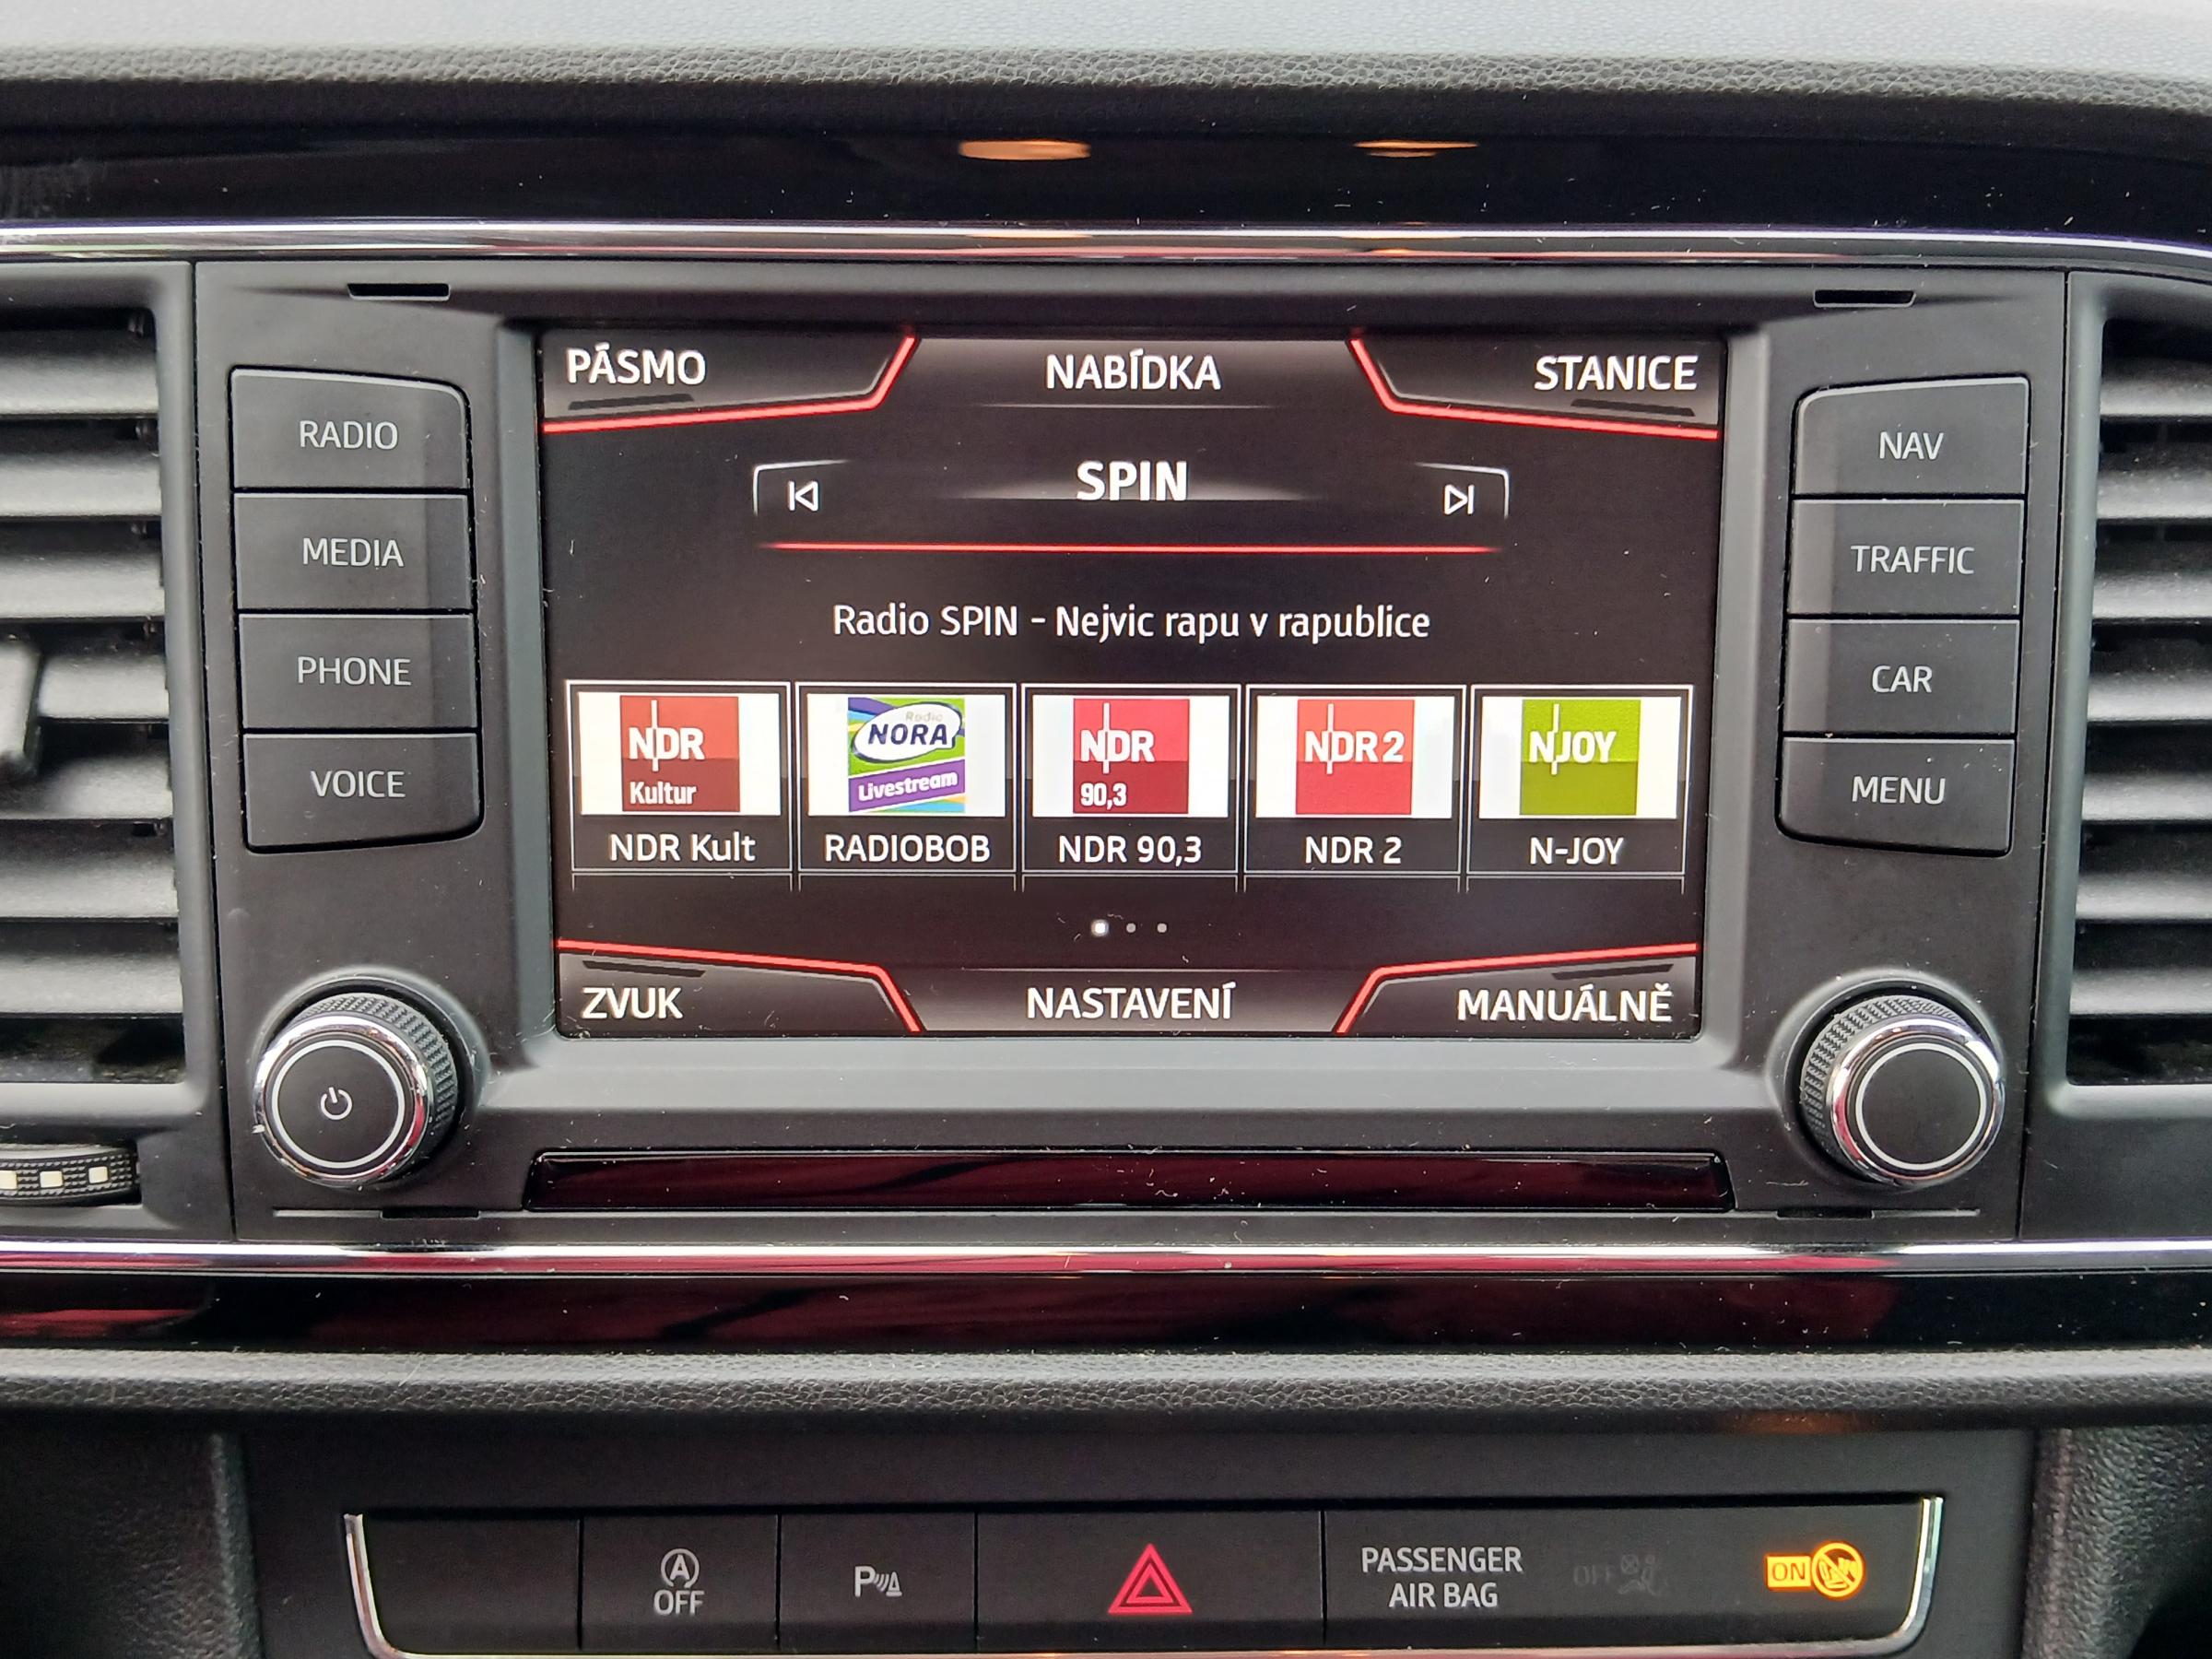 PÁSMO
NABÍDKA
STANICE
RADIO
MEDIA
PHONE
VOICE
SPIN
Radio SPIN - Nejvic rapu v rapublice
NDR
Kultur
Radio
NORA
Livestream
NDR
90,3
NDR 2
N-JOY
NDR Kult
RADIOBOB
NDR 90,3
NDR 2
N-JOY
ZVUK
NASTAVENÍ
MANUÁLNĚ
NAV
TRAFFIC
CAR
MENU
A
OFF
P
PASSENGER
AIR BAG
OFF
ON